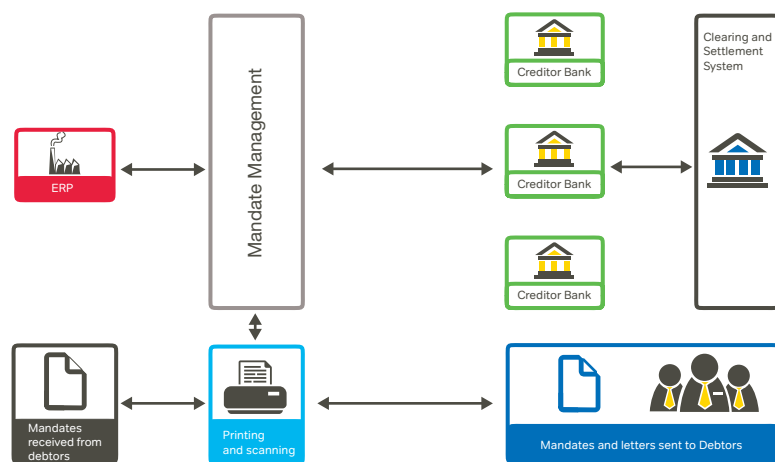 Clearing and
Settlement
System
Creditor Bank
Mandate Management
Creditor Bank
ERP
Creditor Bank
Mandates
received from
debtors
Printing
and scanning
Mandates and letters sent to Debtors